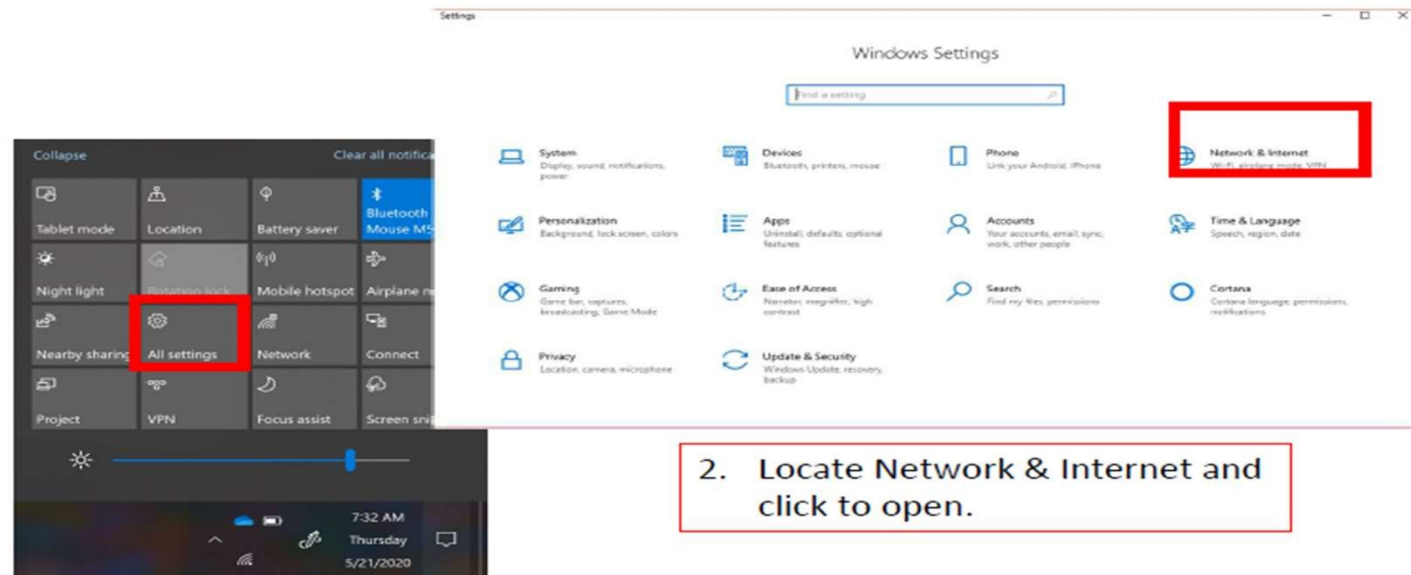 Settings
Windows Settings
Find a setting
System
Display, sound, notifications,
power
Devices
Bluetooth, printers, mouse
Phone
Link your Android, iPhone
Network & Internet
Wi-Fi, airplane mode, VPN
Personalization
Background, lock screen, colors
Apps
Uninstall, defaults, optional
features
Accounts
Your accounts, email, sync,
work, other people
Time & Language
Speech, region, date
Gaming
Game bar, captures,
broadcasting, Game Mode
Ease of Access
Narrator, magnifier, high
contrast
Search
Find my files, permissions
Cortana
Cortana language, permissions,
notifications
Privacy
Location, camera, microphone
Update & Security
Windows Update, recovery,
backup
Collapse
Clear all notifica
Tablet mode
Location
Battery saver
Bluetooth
Mouse M5
Night light
Rotation lock
Mobile hotspot
Airplane m
Nearby sharing
All settings
Network
Connect
Project
VPN
Focus assist
Screen snip
7:32 AM
Thursday
5/21/2020
2. Locate Network & Internet and
click to open.